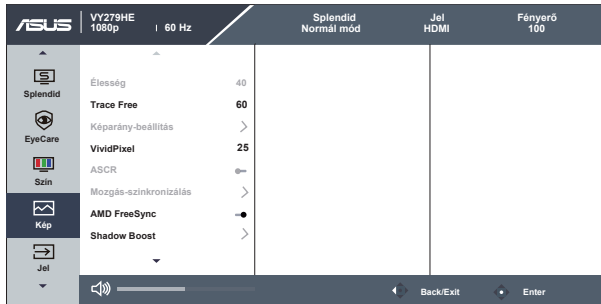 ASUS
VY279HE
1080p
60 Hz
Splendid
Normál mód
Jel
HDMI
Fényerő
100
Splendid
EyeCare
Szín
Kép
Jel
Élesség 40
Trace Free 60
Képarány-beállítás
VividPixel 25
ASCR
Mozgás-szinkronizálás
AMD FreeSync
Shadow Boost
Back/Exit
Enter